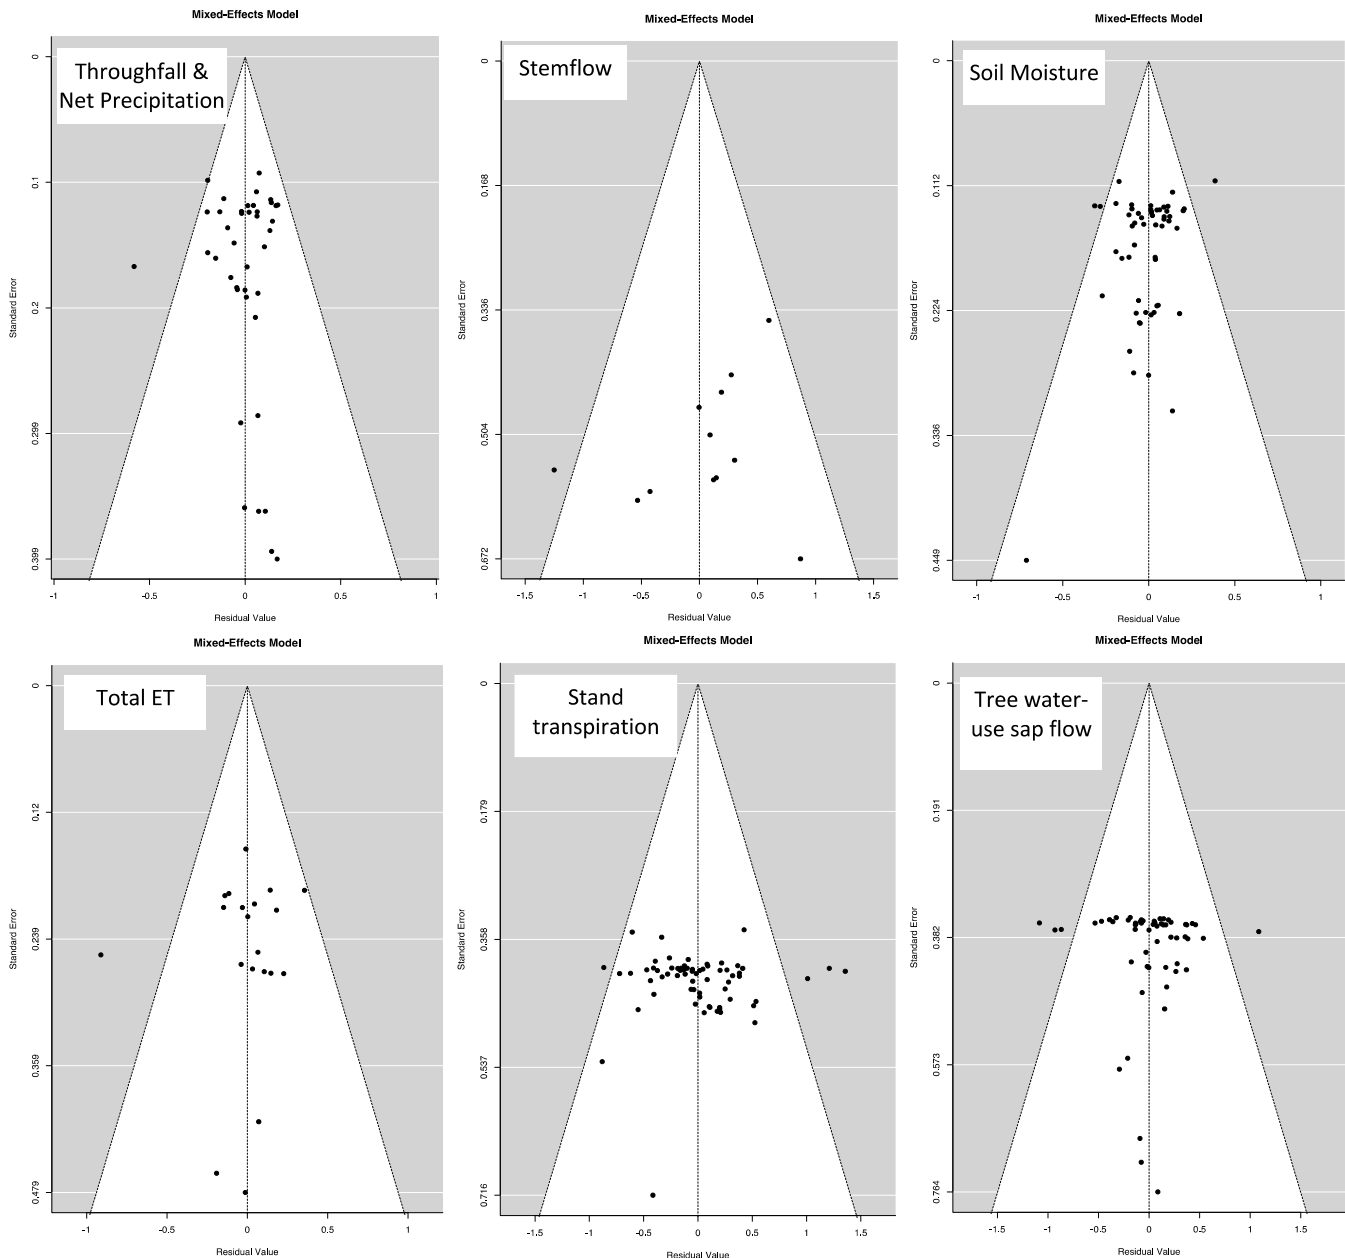 Mixed-Effects Model
Throughfall &
Net Precipitation
0
0.1
0.2
0.299
0.399
Standard Error
-1
-0.5
0
0.5
1
Residual Value
Mixed-Effects Model
Stemflow
0
0.168
0.336
0.504
0.672
Standard Error
-1.5
-1
-0.5
0
0.5
1
1.5
Residual Value
Mixed-Effects Model
Soil Moisture
0
0.112
0.224
0.336
0.449
Standard Error
-1
-0.5
0
0.5
1
Residual Value
Mixed-Effects Model
Total ET
0
0.12
0.239
0.359
0.479
Standard Error
-1
-0.5
0
0.5
1
Residual Value
Mixed-Effects Model
Stand
transpiration
0
0.179
0.358
0.537
0.716
Standard Error
-1.5
-1
-0.5
0
0.5
1
1.5
Residual Value
Mixed-Effects Model
Tree water-
use sap flow
0
0.191
0.382
0.573
0.764
Standard Error
-1.5
-1
-0.5
0
0.5
1
1.5
Residual Value